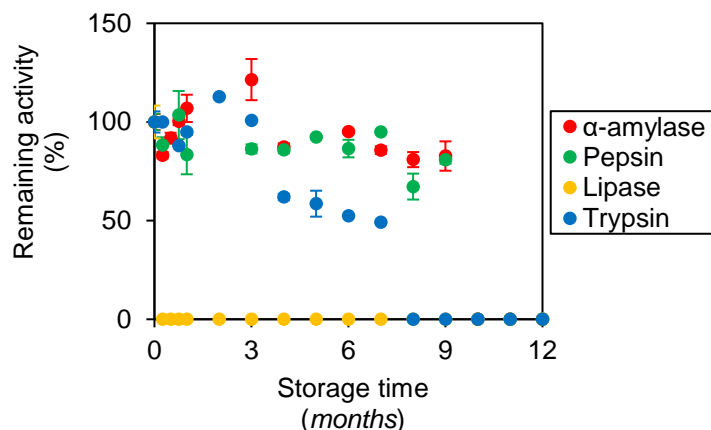 150
100
50
0
Remaining activity
(%)
0 3 6 9 12
Storage time
(months)
α-amylase
Pepsin
Lipase
Trypsin